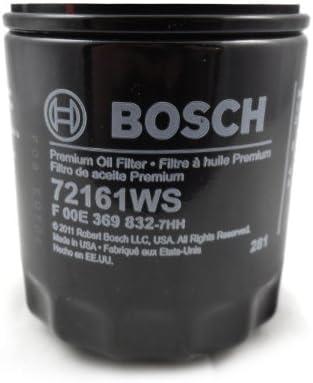 BOSCH
Premium Oil Filter • Filtre à huile Premium
Filtro de aceite Premium
72161WS
F 00E 369 832-7HH
© 2011 Robert Bosch LLC, USA. All Rights Reserved.
Made in USA • Fabriqué aux Etats-Unis
Hecho en EE.UU.
281